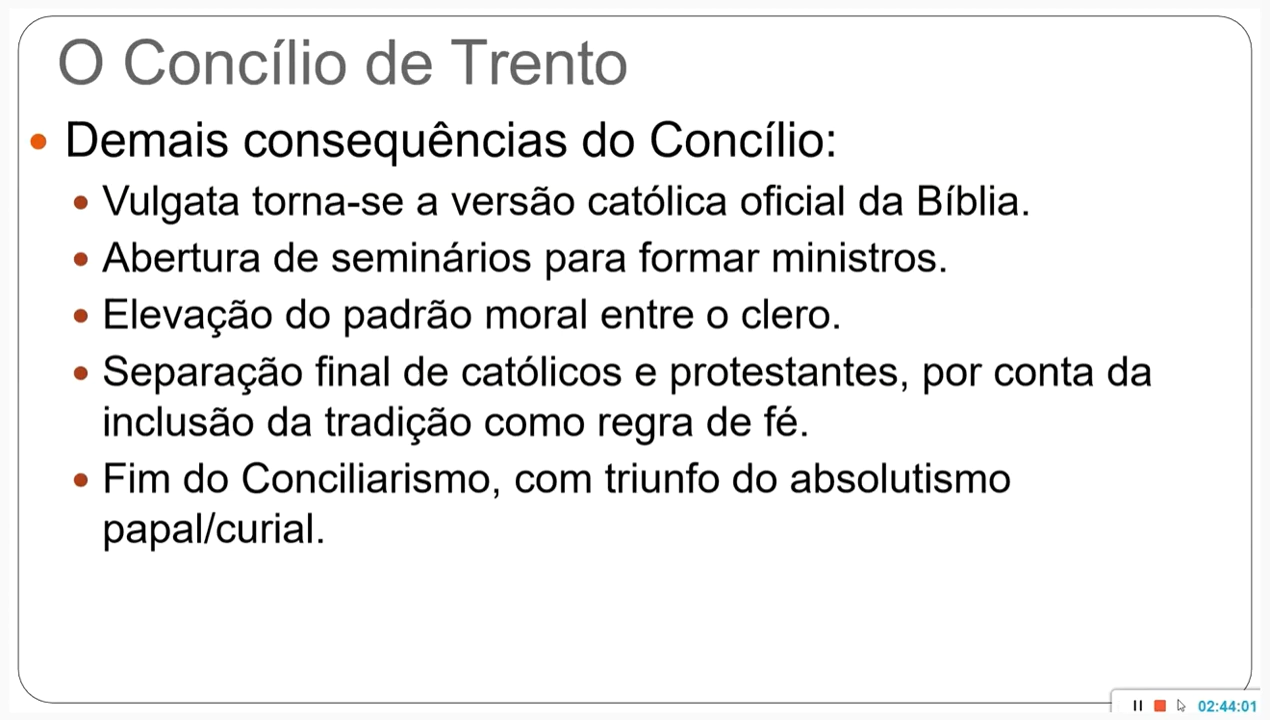 O Concílio de Trento
Demais consequências do Concílio:
Vulgata torna-se a versão católica oficial da Bíblia.
Abertura de seminários para formar ministros.
Elevação do padrão moral entre o clero.
Separação final de católicos e protestantes, por conta da
inclusão da tradição como regra de fé.
Fim do Conciliarismo, com triunfo do absolutismo
papal/curial.
02:44:01